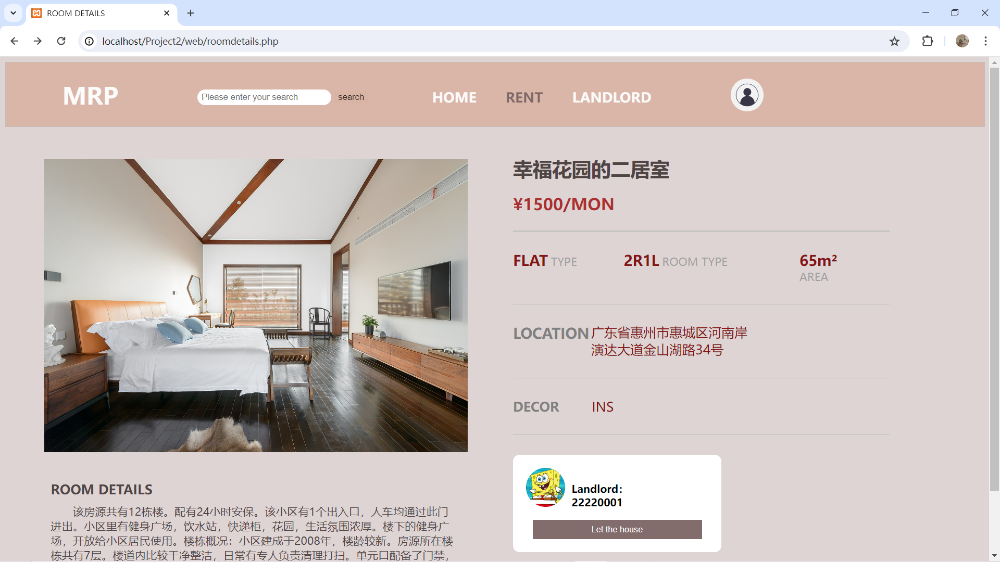 ROOM DETAILS
localhost/Project2/web/roomdetails.php
MRP
Please enter your search
search
HOME
RENT
LANDLORD
幸福花园的二居室
¥1500/MON
FLAT TYPE
2R1L ROOM TYPE
65m²
AREA
LOCATION 广东省惠州市惠城区河南岸
演达大道金山湖路34号
DECOR INS
Landlord:
22220001
Let the house
ROOM DETAILS
该房源共有12栋楼。配有24小时安保。该小区有1个出入口，人车均通过此门
进出。小区里有健身广场，饮水站，快递柜，花园，生活氛围浓厚。楼下的健身广
场，开放给小区居民使用。楼栋概况：小区建成于2008年，楼龄较新。房源所在楼
栋共有7层。楼道内比较干净整洁，日常有专人负责清理打扫。单元口配备了门禁，